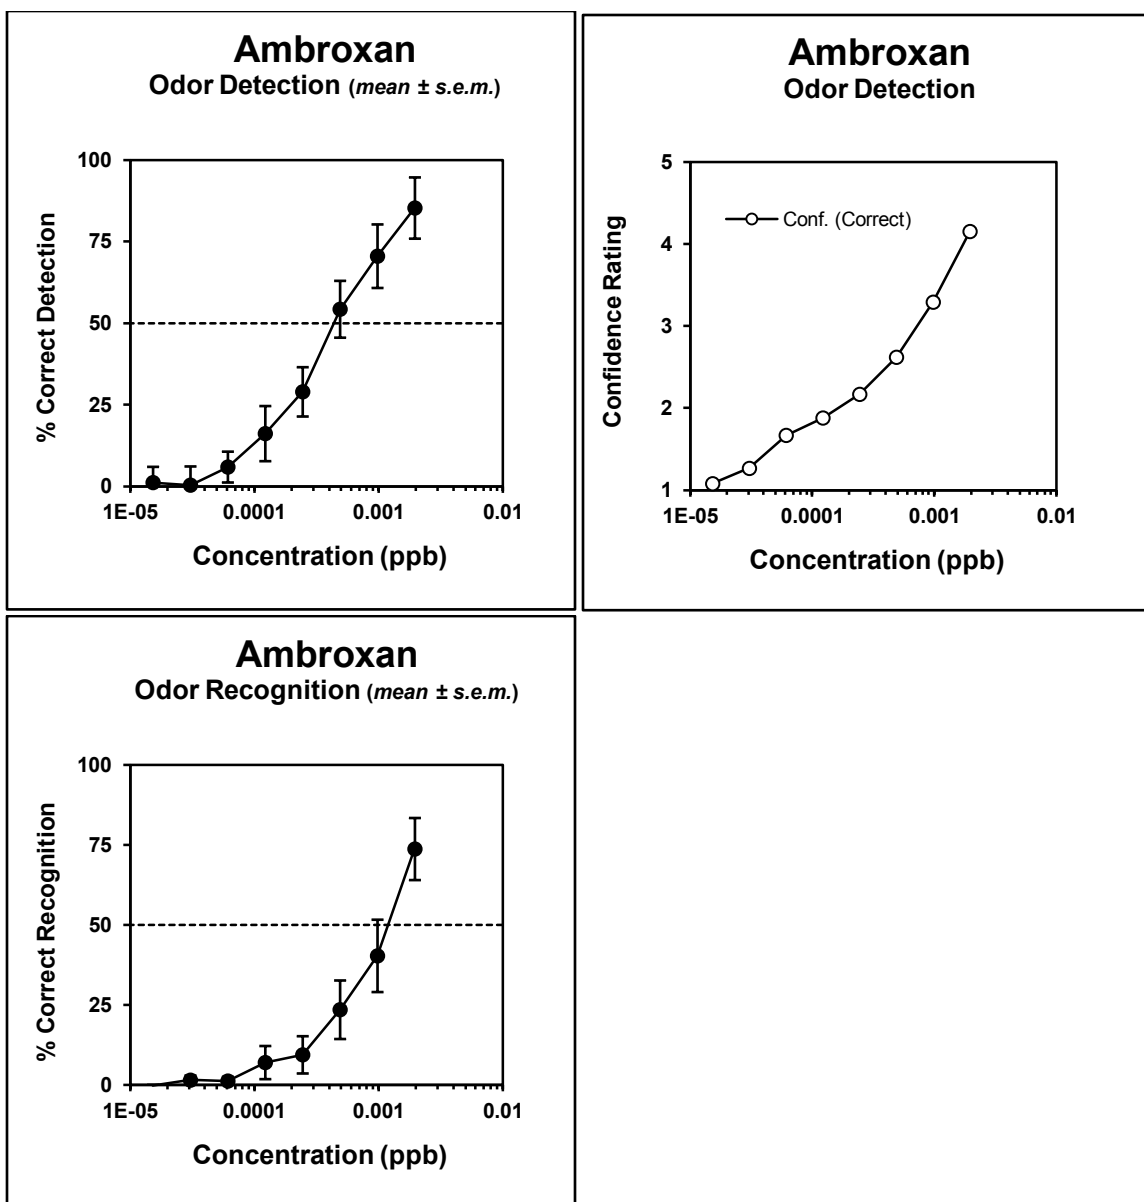 Ambroxan
Odor Detection (mean ± s.e.m.)
100
75
50
25
0
% Correct Detection
1E-05 0.0001 0.001 0.01
Concentration (ppb)
Ambroxan
Odor Detection
5
4
3
2
1
Confidence Rating
Conf. (Correct)
1E-05 0.0001 0.001 0.01
Concentration (ppb)
Ambroxan
Odor Recognition (mean ± s.e.m.)
100
75
50
25
0
% Correct Recognition
1E-05 0.0001 0.001 0.01
Concentration (ppb)